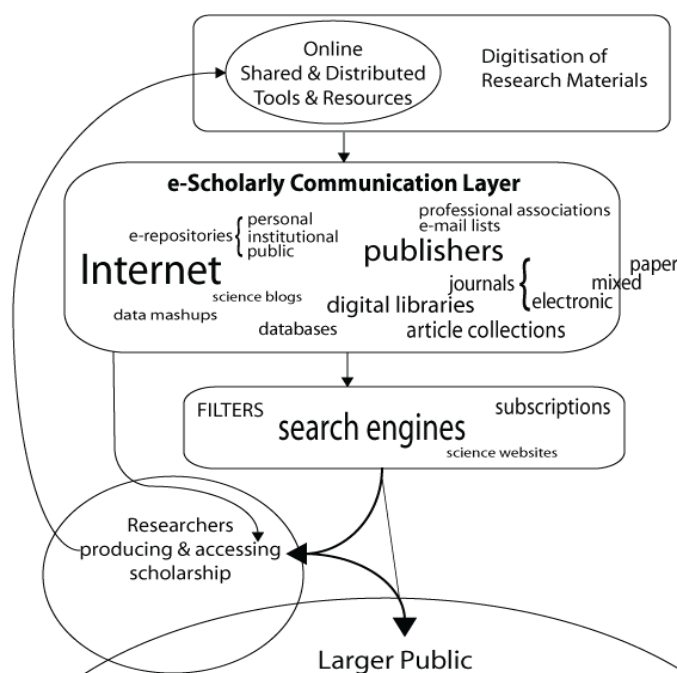 Online
Shared & Distributed
Tools & Resources
Digitisation of
Research Materials
e-Scholarly Communication Layer
professional associations
e-mail lists
e-repositories
personal
institutional
public
publishers
Internet
journals
paper
mixed
electronic
science blogs
digital libraries
data mashups
databases
article collections
FILTERS
search engines
subscriptions
science websites
Researchers
producing & accessing
scholarship
Larger Public